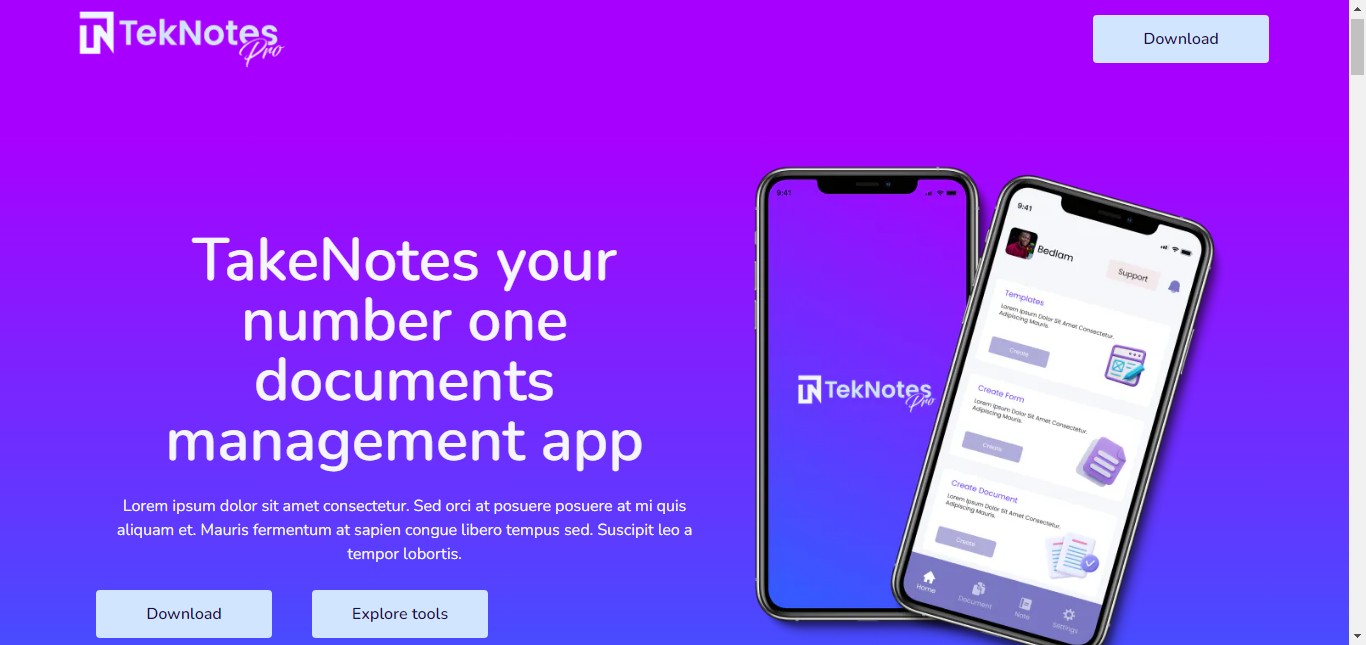 TekNotes
Pro
Download
TakeNotes your
number one
documents
management app
Lorem ipsum dolor sit amet consectetur. Sed orci at posuere posuere at mi quis
aliquam et. Mauris fermentum at sapien congue libero tempus sed. Suscipit leo a
tempor lobortis.
Download
Explore tools
9:41
TekNotes
Pro
9:41
Bedlam
Support
Templates
Lorem Ipsum Dolor Sit Amet Consectetur.
Adipiscing Mauris.
Create
Create Form
Lorem Ipsum Dolor Sit Amet Consectetur.
Adipiscing Mauris.
Create
Create Document
Lorem Ipsum Dolor Sit Amet Consectetur.
Adipiscing Mauris.
Create
Home
Document
Note
Settings